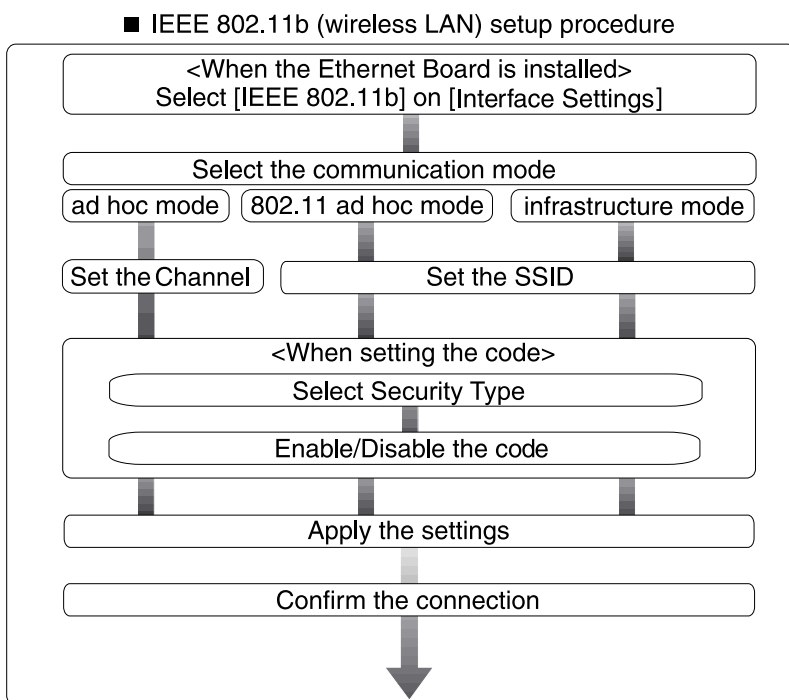 ■ IEEE 802.11b (wireless LAN) setup procedure
<When the Ethernet Board is installed>
Select [IEEE 802.11b] on [Interface Settings]
Select the communication mode
ad hoc mode
802.11 ad hoc mode
infrastructure mode
Set the Channel
Set the SSID
<When setting the code>
Select Security Type
Enable/Disable the code
Apply the settings
Confirm the connection